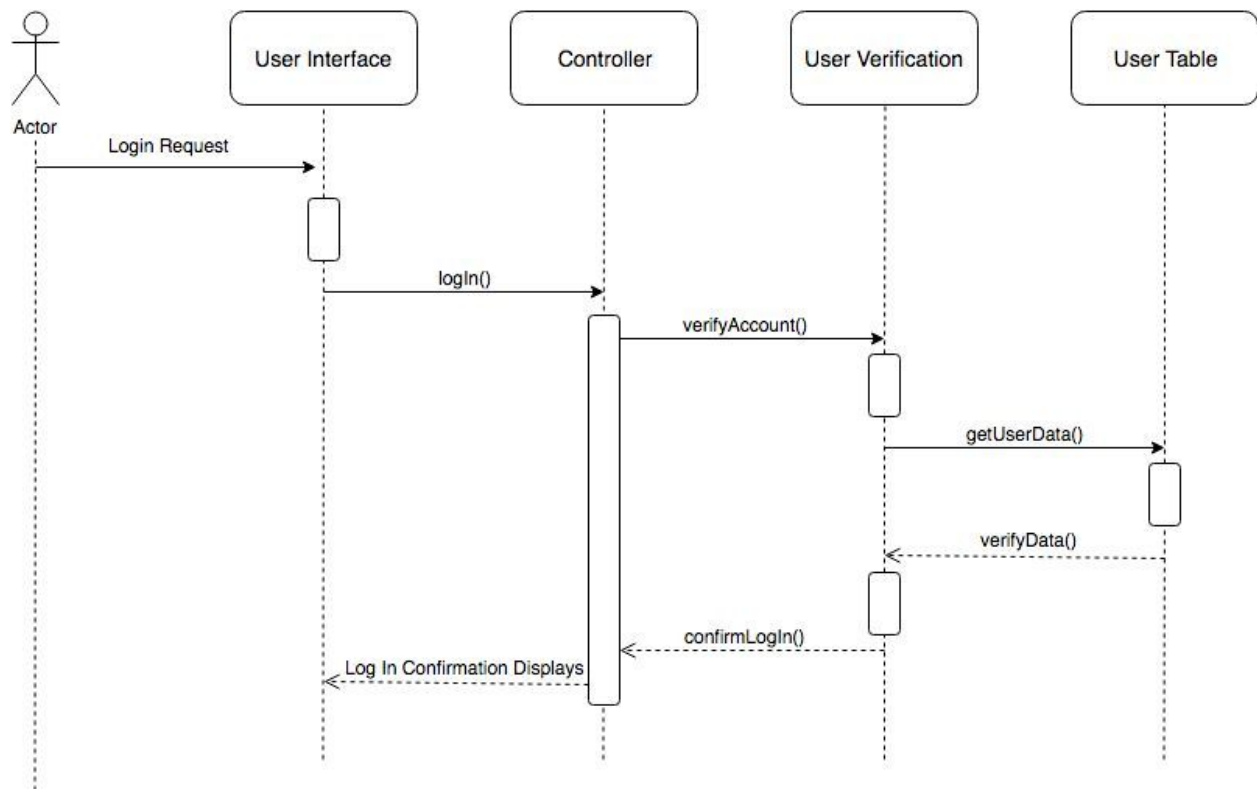 User Interface
Controller
User Verification
User Table
Actor
Login Request
logIn()
verifyAccount()
getUserData()
verifyData()
confirmLogIn()
Log In Confirmation Displays